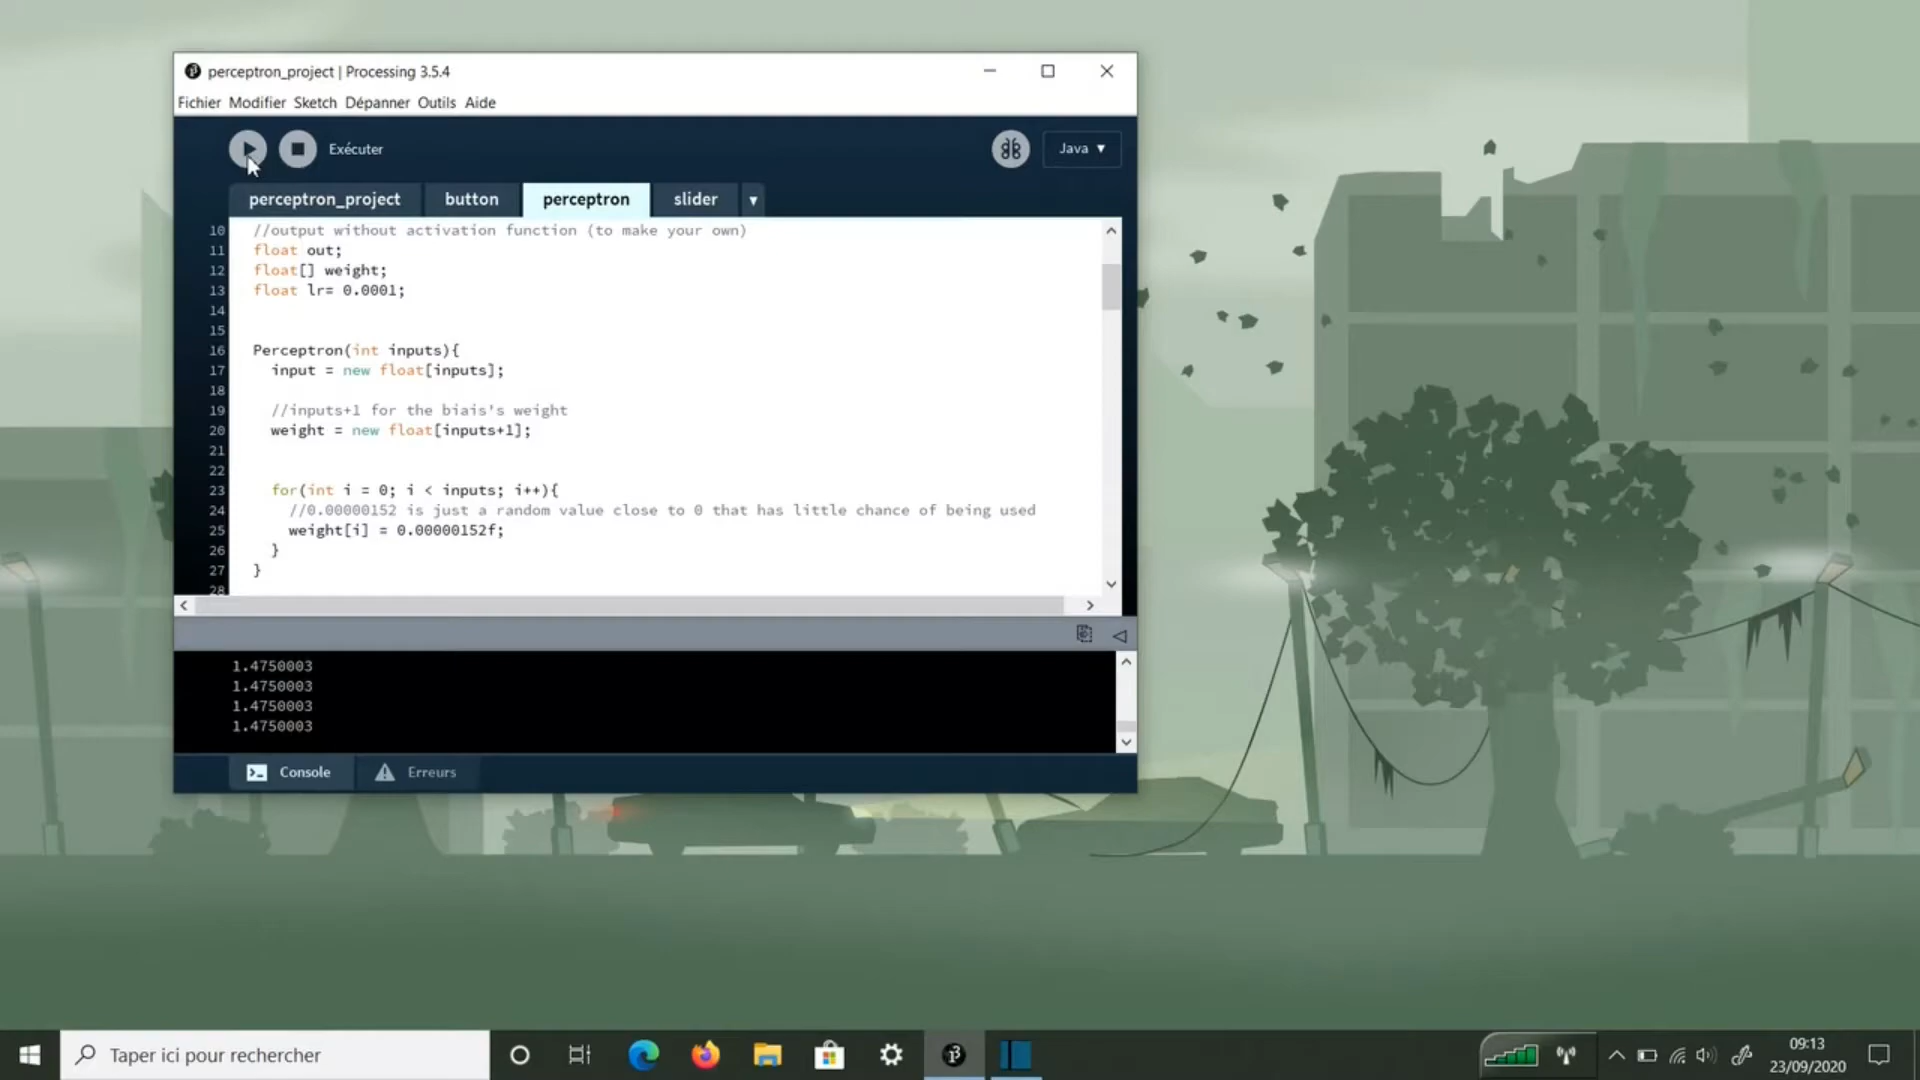 perceptron_project | Processing 3.5.4
Fichier Modifier Sketch Dépanner Outils Aide
Exécuter
Java ▼
perceptron_project button perceptron slider ▼
10 //output without activation function (to make your own)
11 float out;
12 float[] weight;
13 float lr= 0.0001;
14
15
16 Perceptron(int inputs){
17 input = new float[inputs];
18
19 //inputs+1 for the biais's weight
20 weight = new float[inputs+1];
21
22
23 for(int i = 0; i < inputs; i++){
24 //0.00000152 is just a random value close to 0 that has little chance of being used
25 weight[i] = 0.00000152f;
26 }
27 }
28
1.4750003
1.4750003
1.4750003
1.4750003
Console Erreurs
Taper ici pour rechercher
09:13
23/09/2020